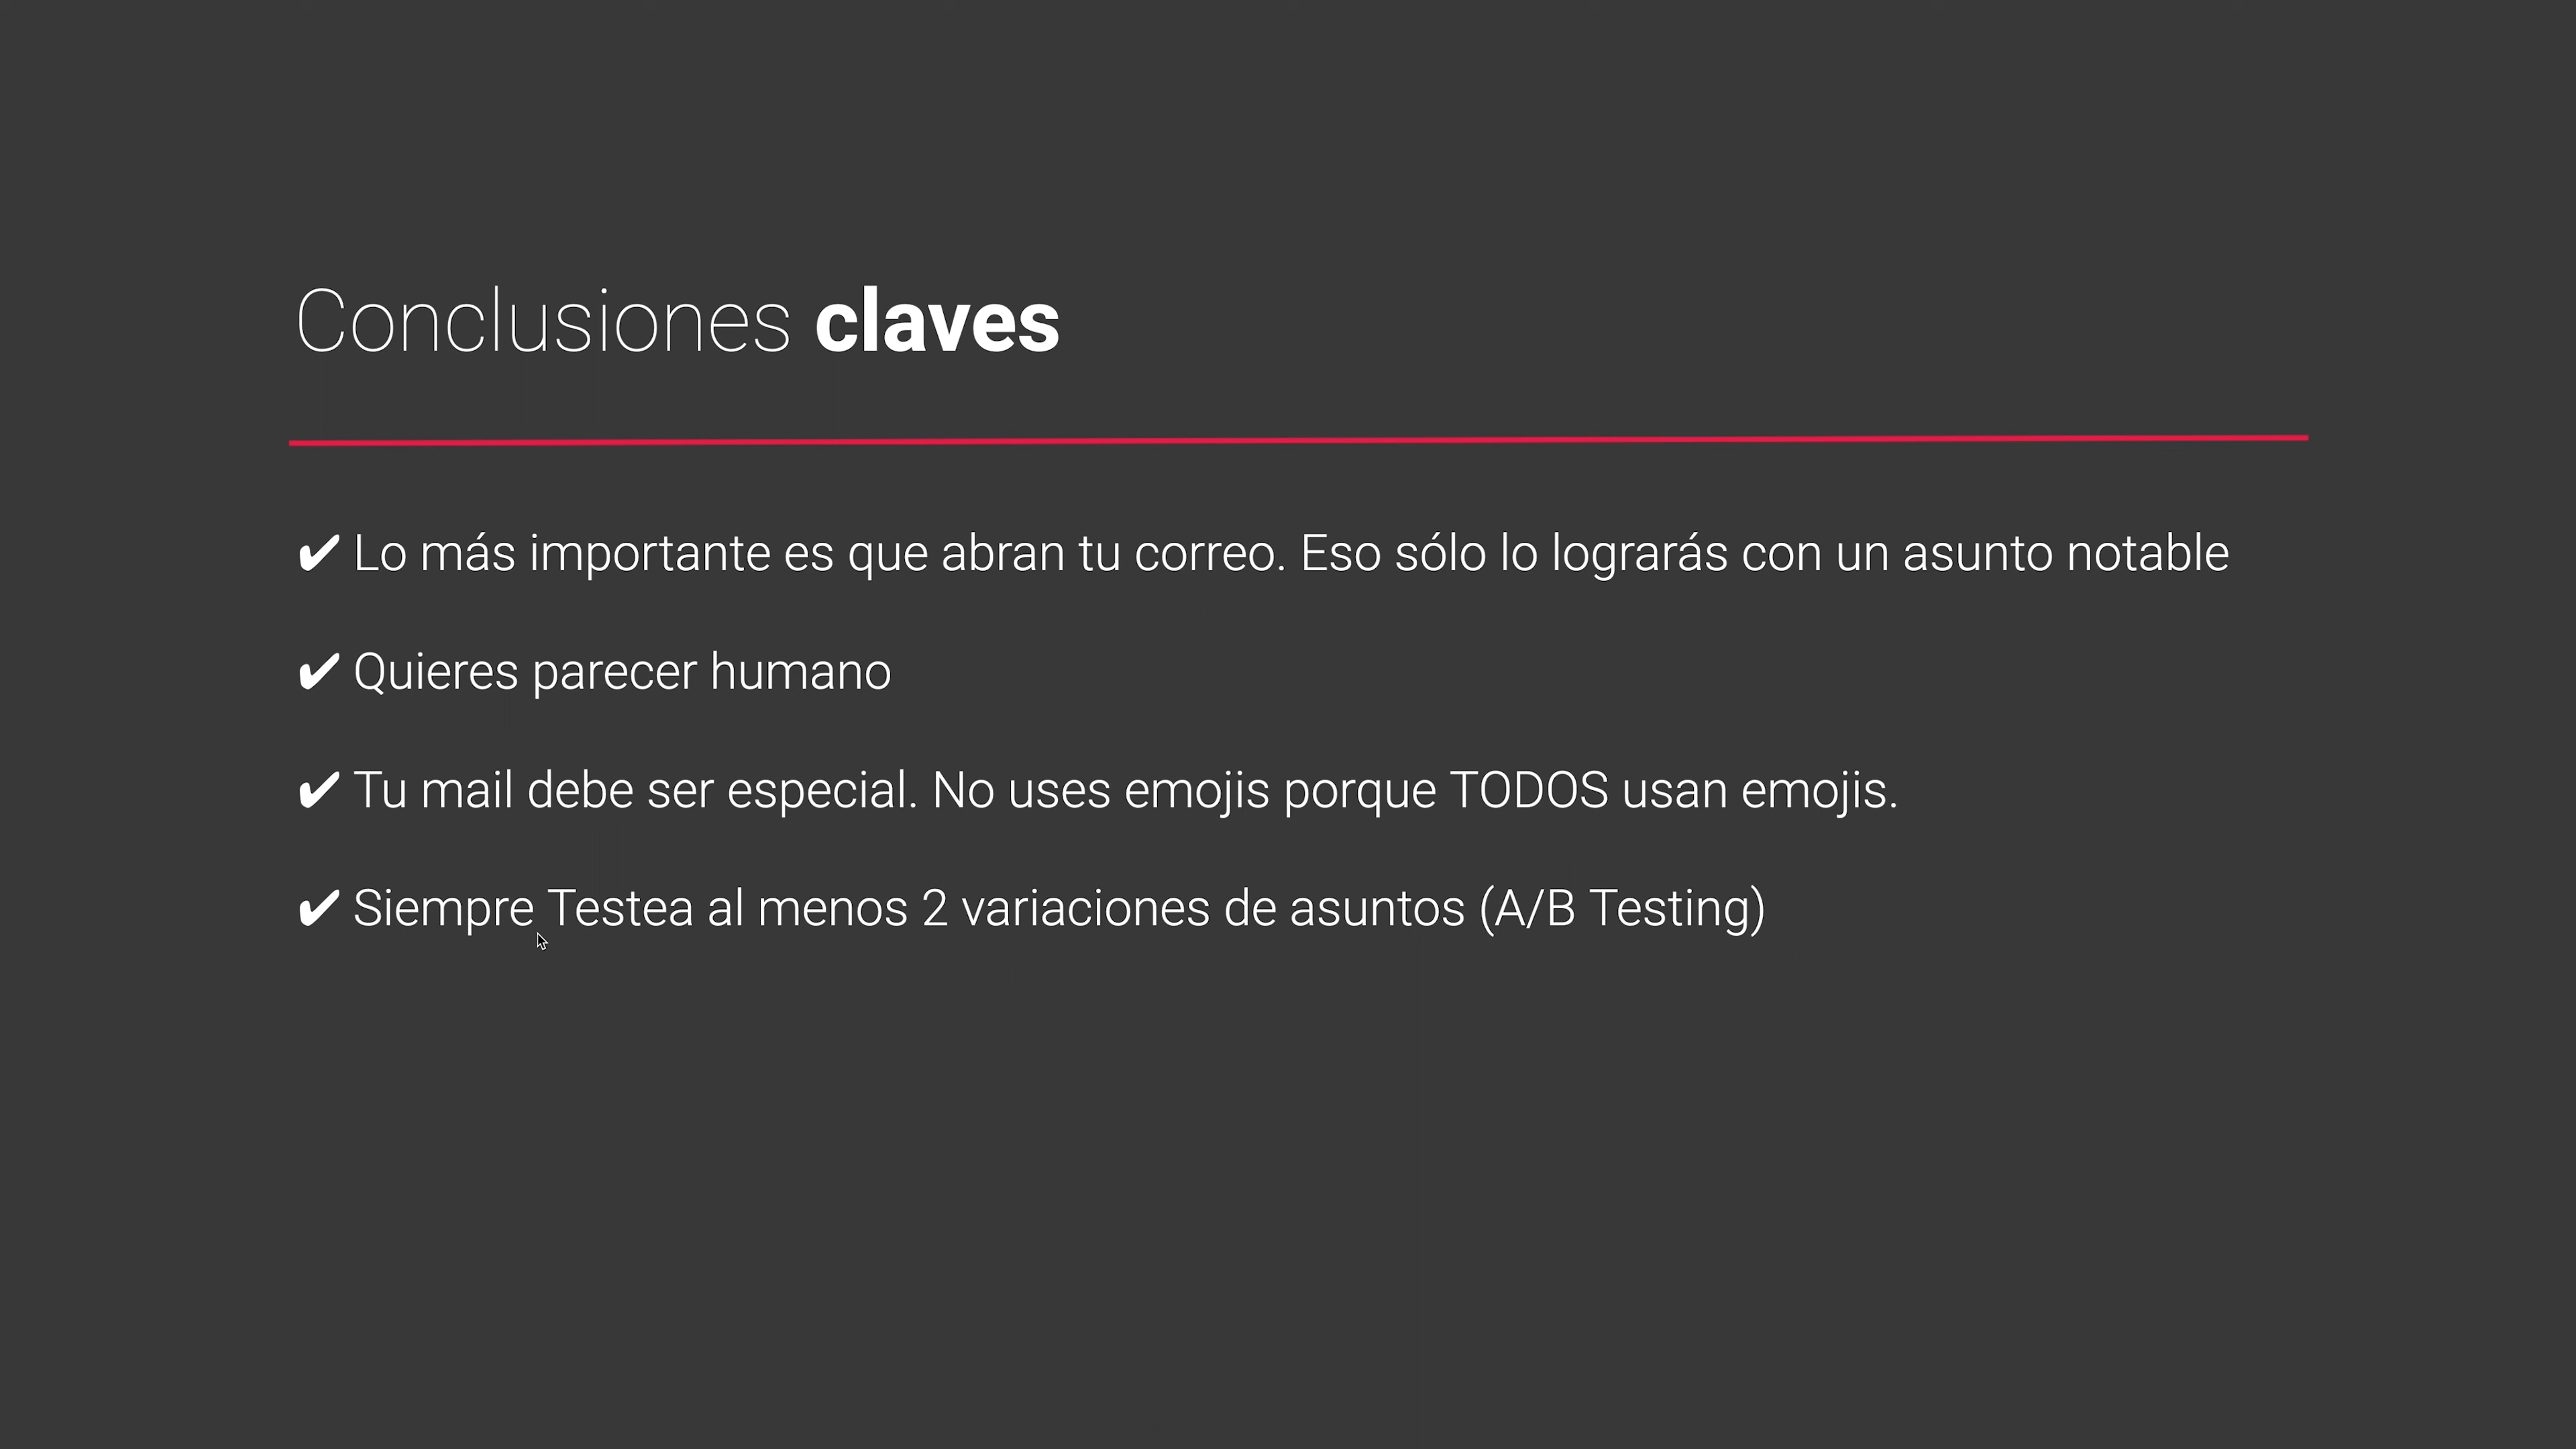 Conclusiones claves
✔ Lo más importante es que abran tu correo. Eso sólo lo lograrás con un asunto notable
✔ Quieres parecer humano
✔ Tu mail debe ser especial. No uses emojis porque TODOS usan emojis.
✔ Siempre Testea al menos 2 variaciones de asuntos (A/B Testing)